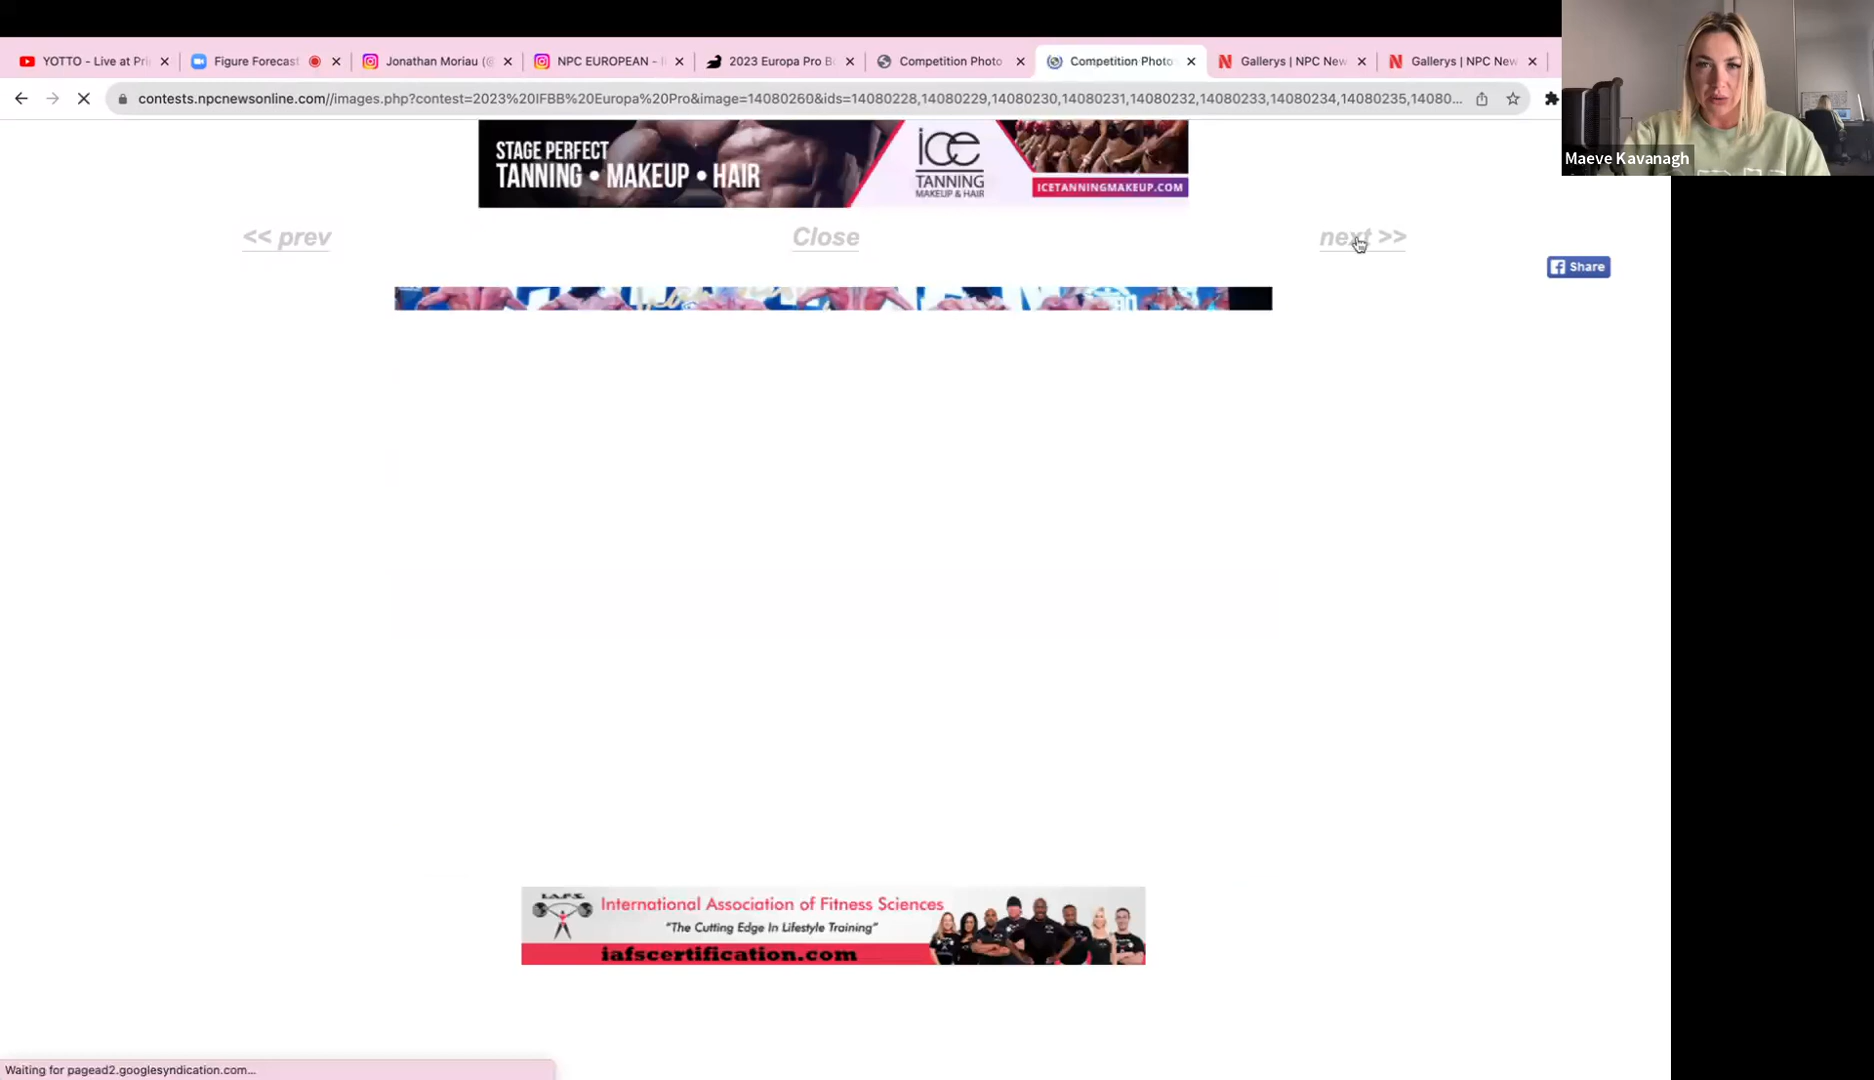 YOTTO - Live at Pri
Figure Forecast
Jonathan Moriau (@
NPC EUROPEAN - I
2023 Europa Pro B
Competition Photo
Competition Photo
Gallerys | NPC New
Gallerys | NPC New
contests.npcnewsonline.com//images.php?contest=2023%20IFBB%20Europa%20Pro&image=14080260&ids=14080228,14080229,14080230,14080231,14080232,14080233,14080234,14080235,14080...
Maeve Kavanagh
STAGE PERFECT
TANNING • MAKEUP • HAIR
ice
TANNING
MAKEUP & HAIR
ICETANNINGMAKEUP.COM
<< prev
Close
next >>
Share
I.A.F.S.
International Association of Fitness Sciences
"The Cutting Edge In Lifestyle Training"
iafscertification.com
Waiting for pagead2.googlesyndication.com...